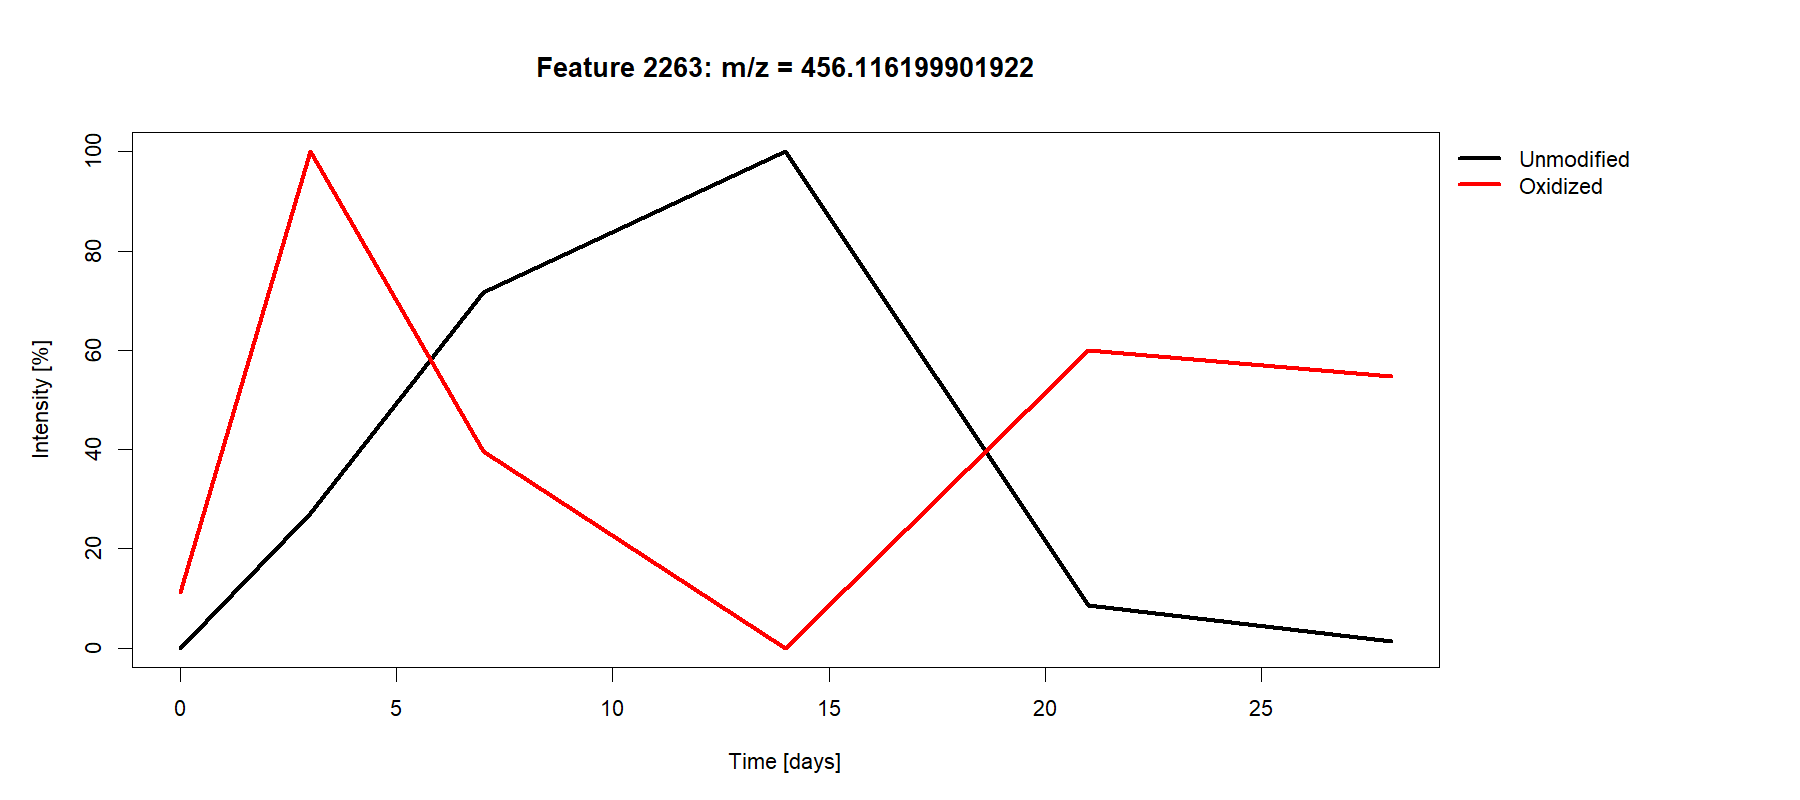 Feature 2263: m/z = 456.116199901922
Unmodified
Oxidized
Intensity [%]
100
80
60
40
20
0
0 5 10 15 20 25
Time [days]